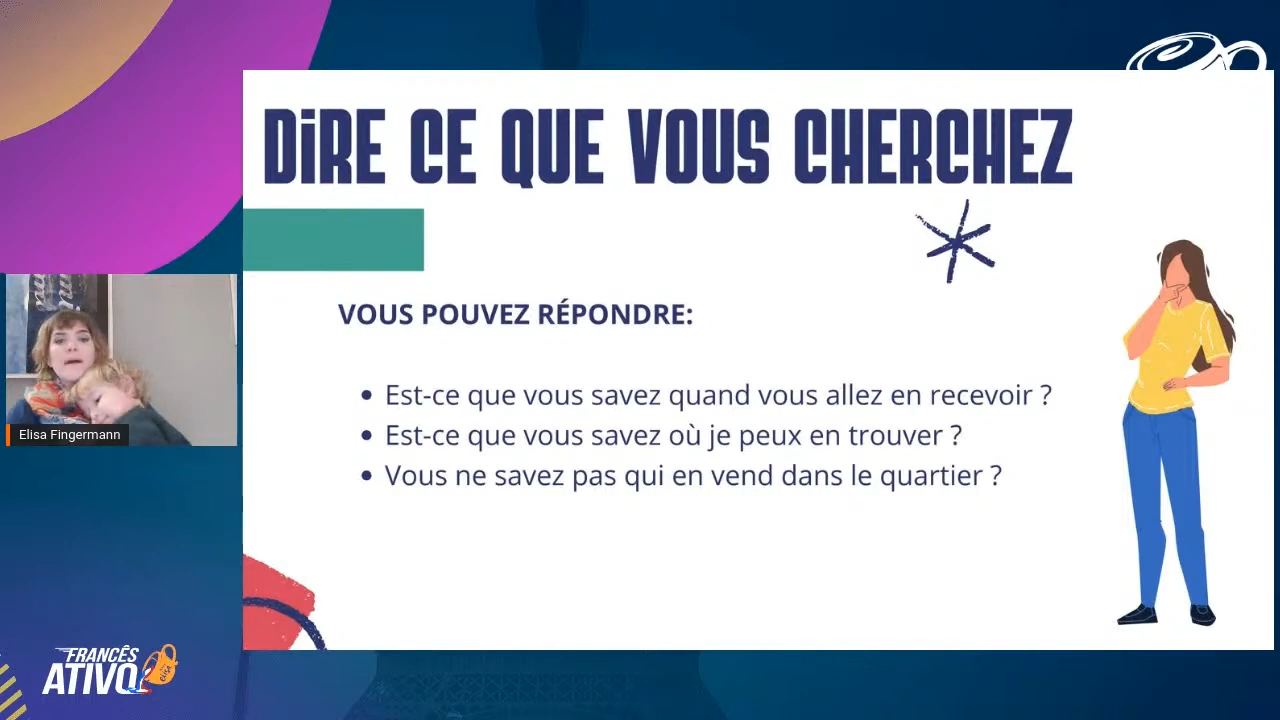 DiRE CE QUE VOUS CHERCHEZ
VOUS POUVEZ RÉPONDRE:
• Est-ce que vous savez quand vous allez en recevoir ?
• Est-ce que vous savez où je peux en trouver ?
• Vous ne savez pas qui en vend dans le quartier ?
Elisa Fingermann
FRANCÊS
ATIVO